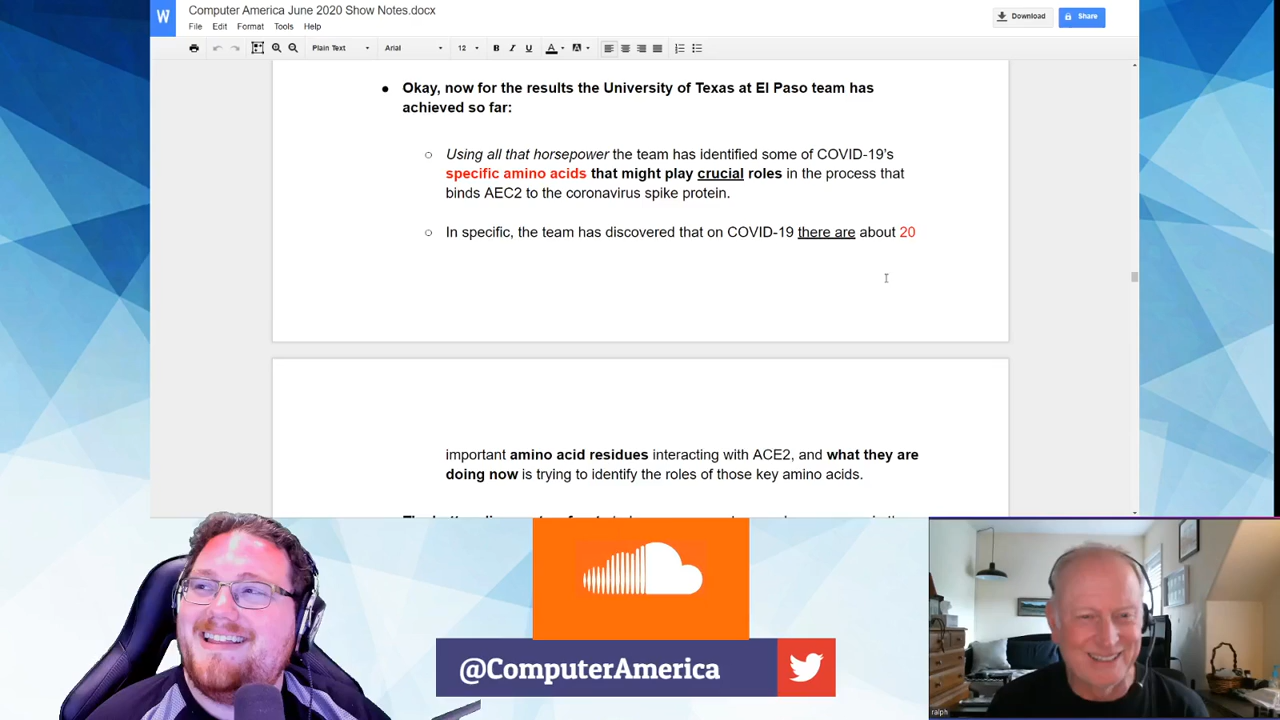 W
Computer America June 2020 Show Notes.docx
File Edit Format Tools Help
Download
Share
Plain Text Arial 12 B I U A A
Okay, now for the results the University of Texas at El Paso team has
achieved so far:
Using all that horsepower the team has identified some of COVID-19's
specific amino acids that might play crucial roles in the process that
binds AEC2 to the coronavirus spike protein.
In specific, the team has discovered that on COVID-19 there are about 20
important amino acid residues interacting with ACE2, and what they are
doing now is trying to identify the roles of those key amino acids.
@ComputerAmerica
ralph